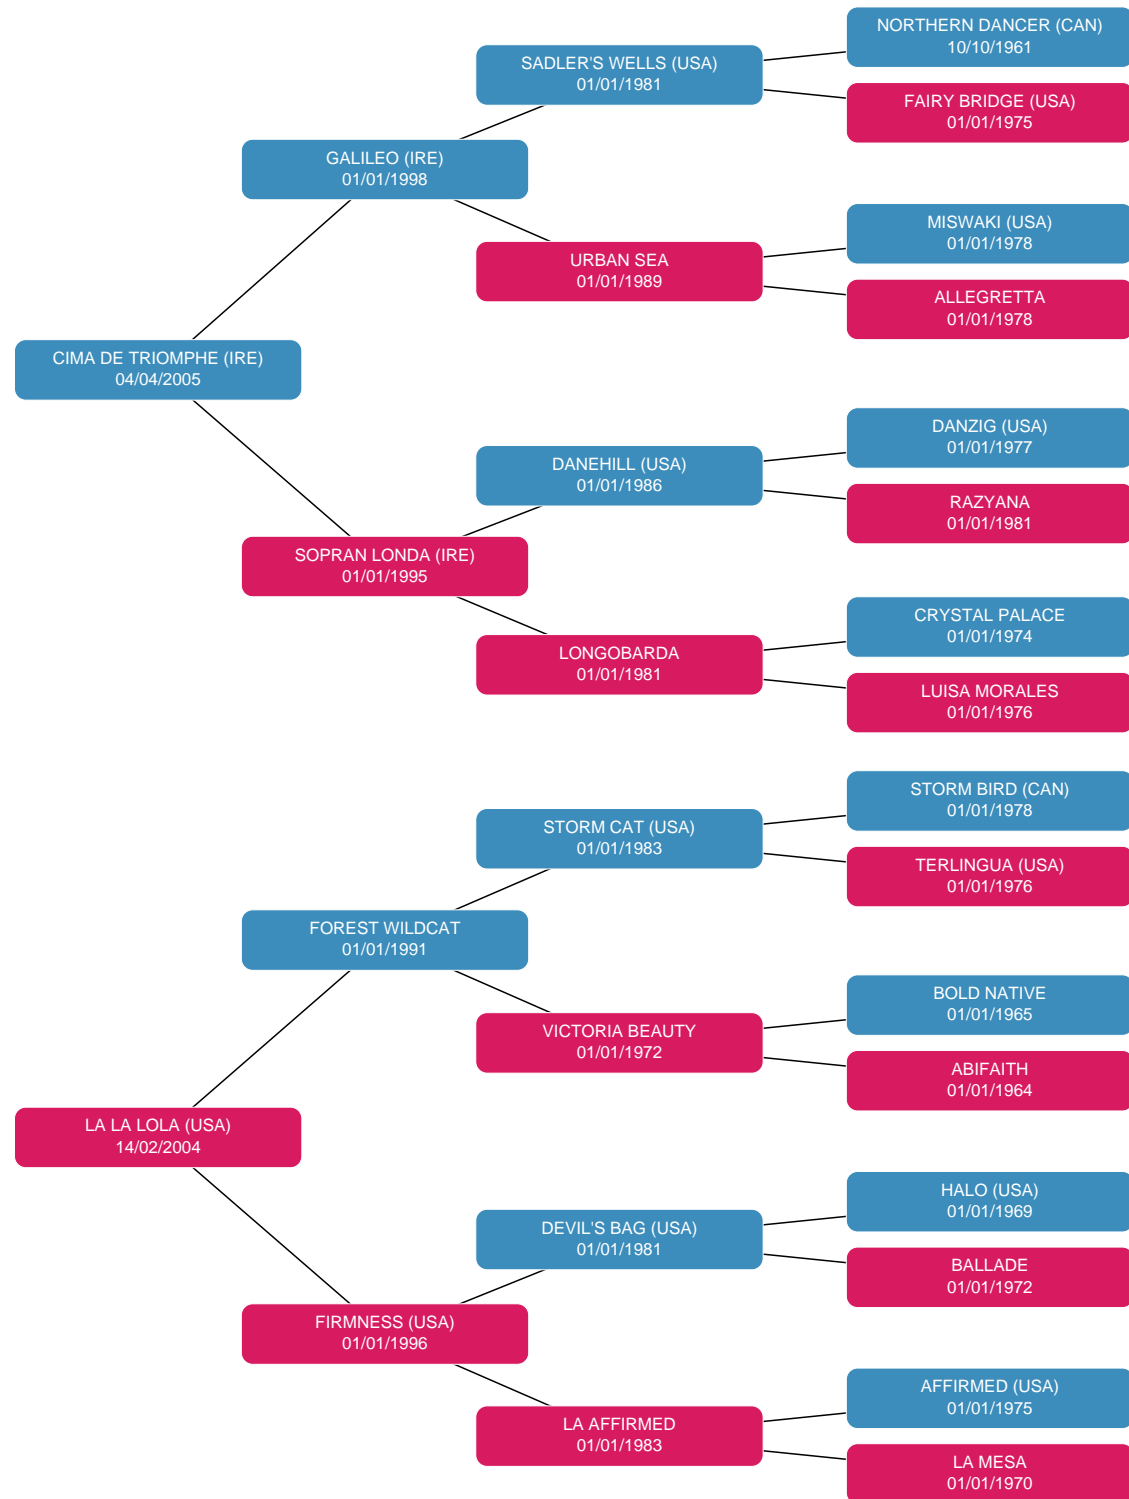 NORTHERN DANCER (CAN)
10/10/1961
SADLER'S WELLS (USA)
01/01/1981
FAIRY BRIDGE (USA)
01/01/1975
GALILEO (IRE)
01/01/1998
MISWAKI (USA)
01/01/1978
URBAN SEA
01/01/1989
ALLEGRETTA
01/01/1978
CIMA DE TRIOMPHE (IRE)
04/04/2005
DANZIG (USA)
01/01/1977
DANEHILL (USA)
01/01/1986
RAZYANA
01/01/1981
SOPRAN LONDA (IRE)
01/01/1995
CRYSTAL PALACE
01/01/1974
LONGOBARDA
01/01/1981
LUISA MORALES
01/01/1976
STORM BIRD (CAN)
01/01/1978
STORM CAT (USA)
01/01/1983
TERLINGUA (USA)
01/01/1976
FOREST WILDCAT
01/01/1991
BOLD NATIVE
01/01/1965
VICTORIA BEAUTY
01/01/1972
ABIFAITH
01/01/1964
LA LA LOLA (USA)
14/02/2004
HALO (USA)
01/01/1969
DEVIL'S BAG (USA)
01/01/1981
BALLADE
01/01/1972
FIRMNESS (USA)
01/01/1996
AFFIRMED (USA)
01/01/1975
LA AFFIRMED
01/01/1983
LA MESA
01/01/1970